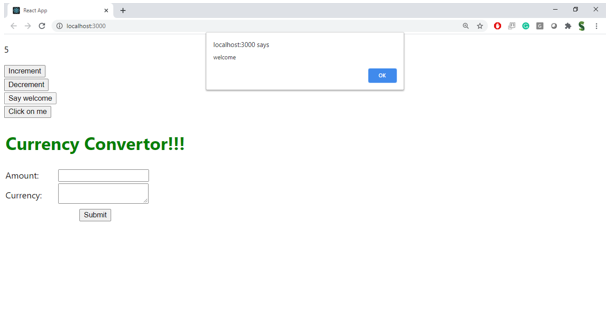 React App
localhost:3000
localhost:3000 says
welcome
OK
5
Increment
Decrement
Say welcome
Click on me
Currency Convertor!!!
Amount:
Currency:
Submit